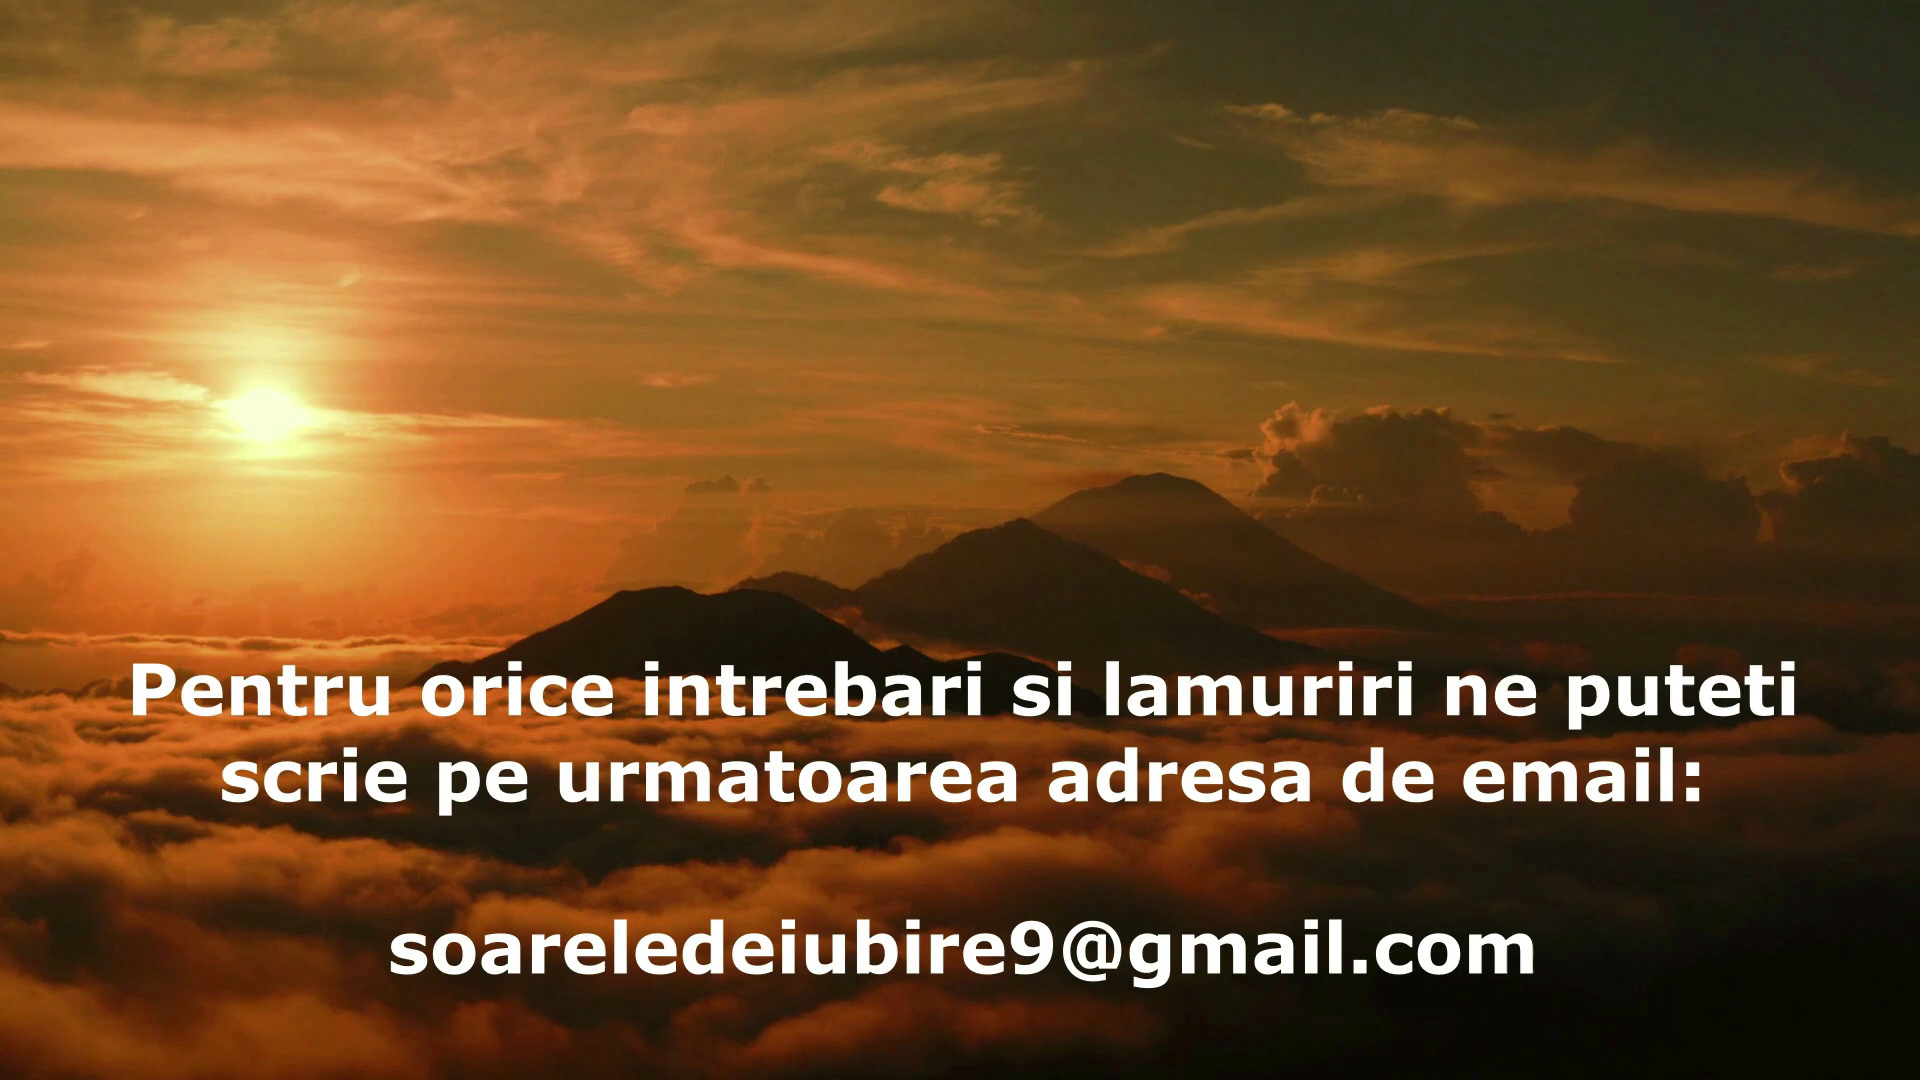 Pentru orice intrebari si lamuriri ne puteti
scrie pe urmatoarea adresa de email:
soareledeiubire9@gmail.com